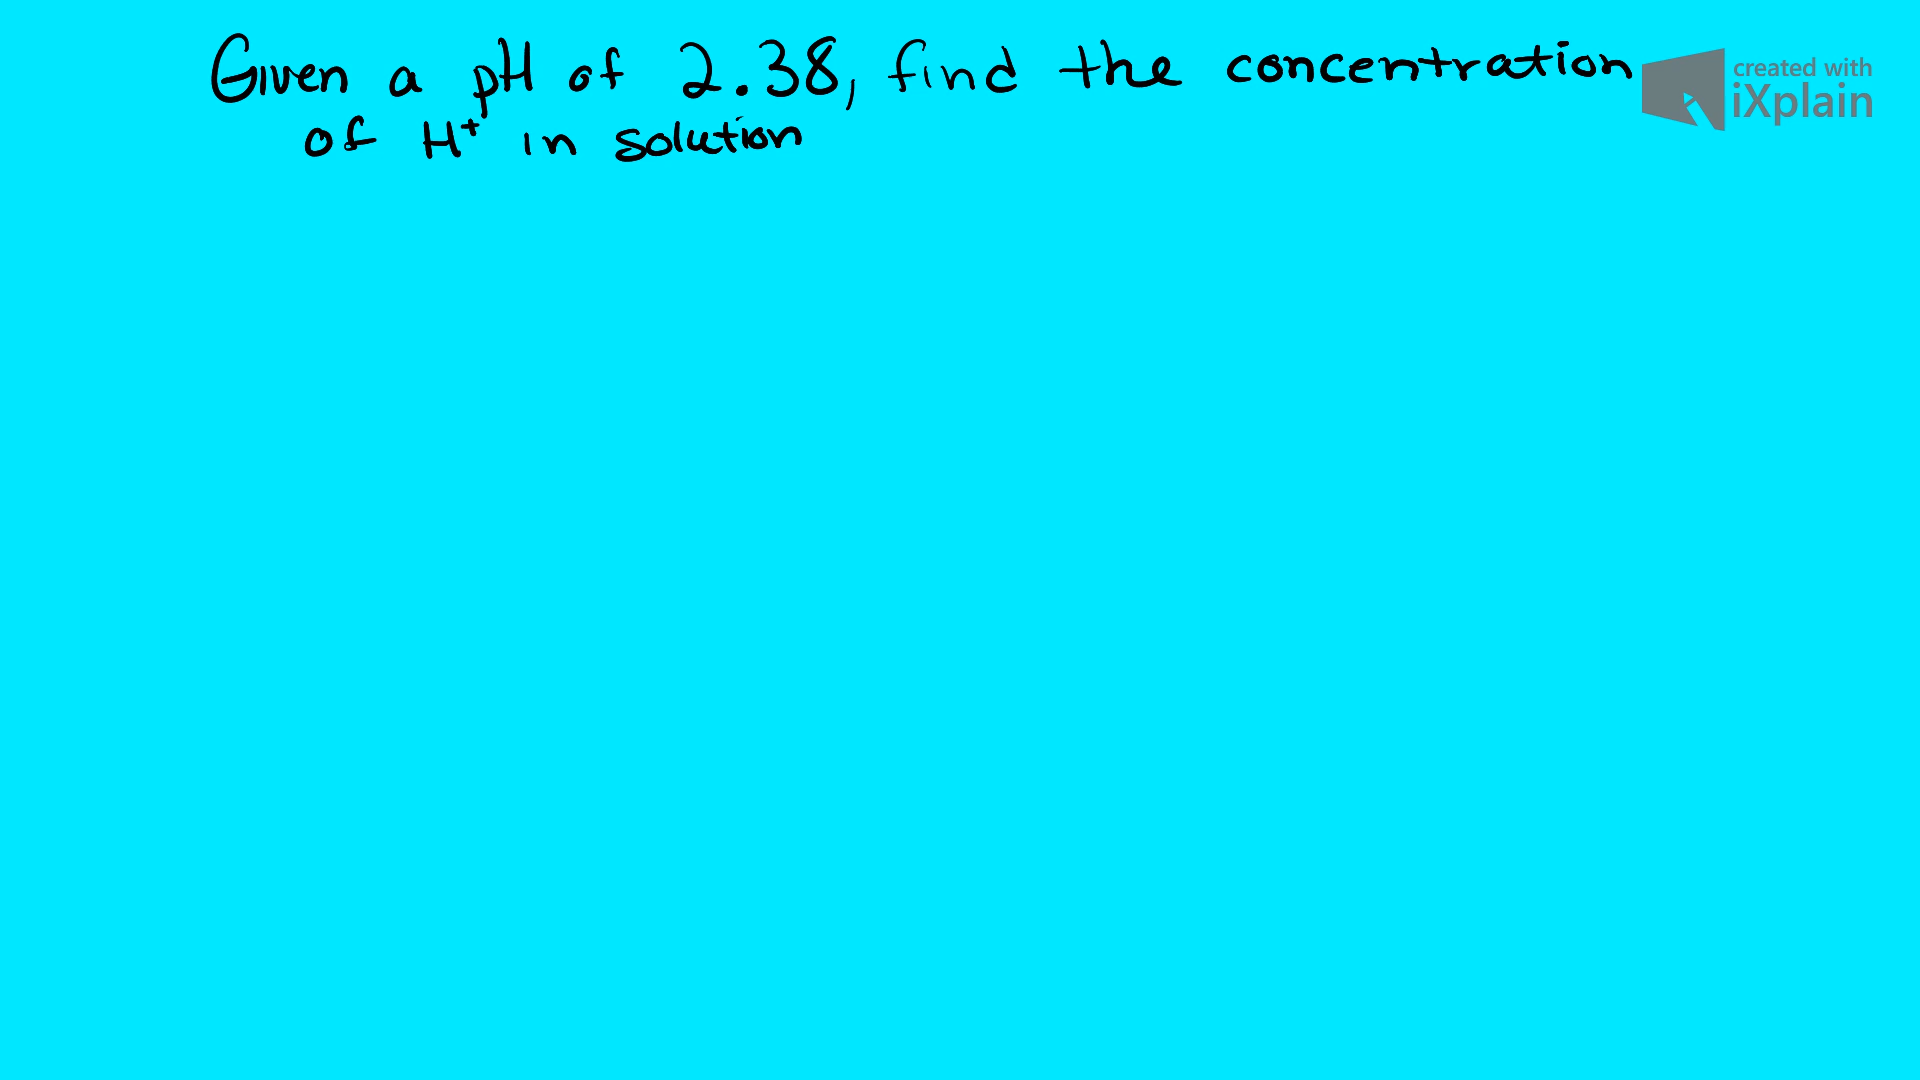 Given a pH of 2.38, find the concentration
of H⁺ in solution
created with
iXplain